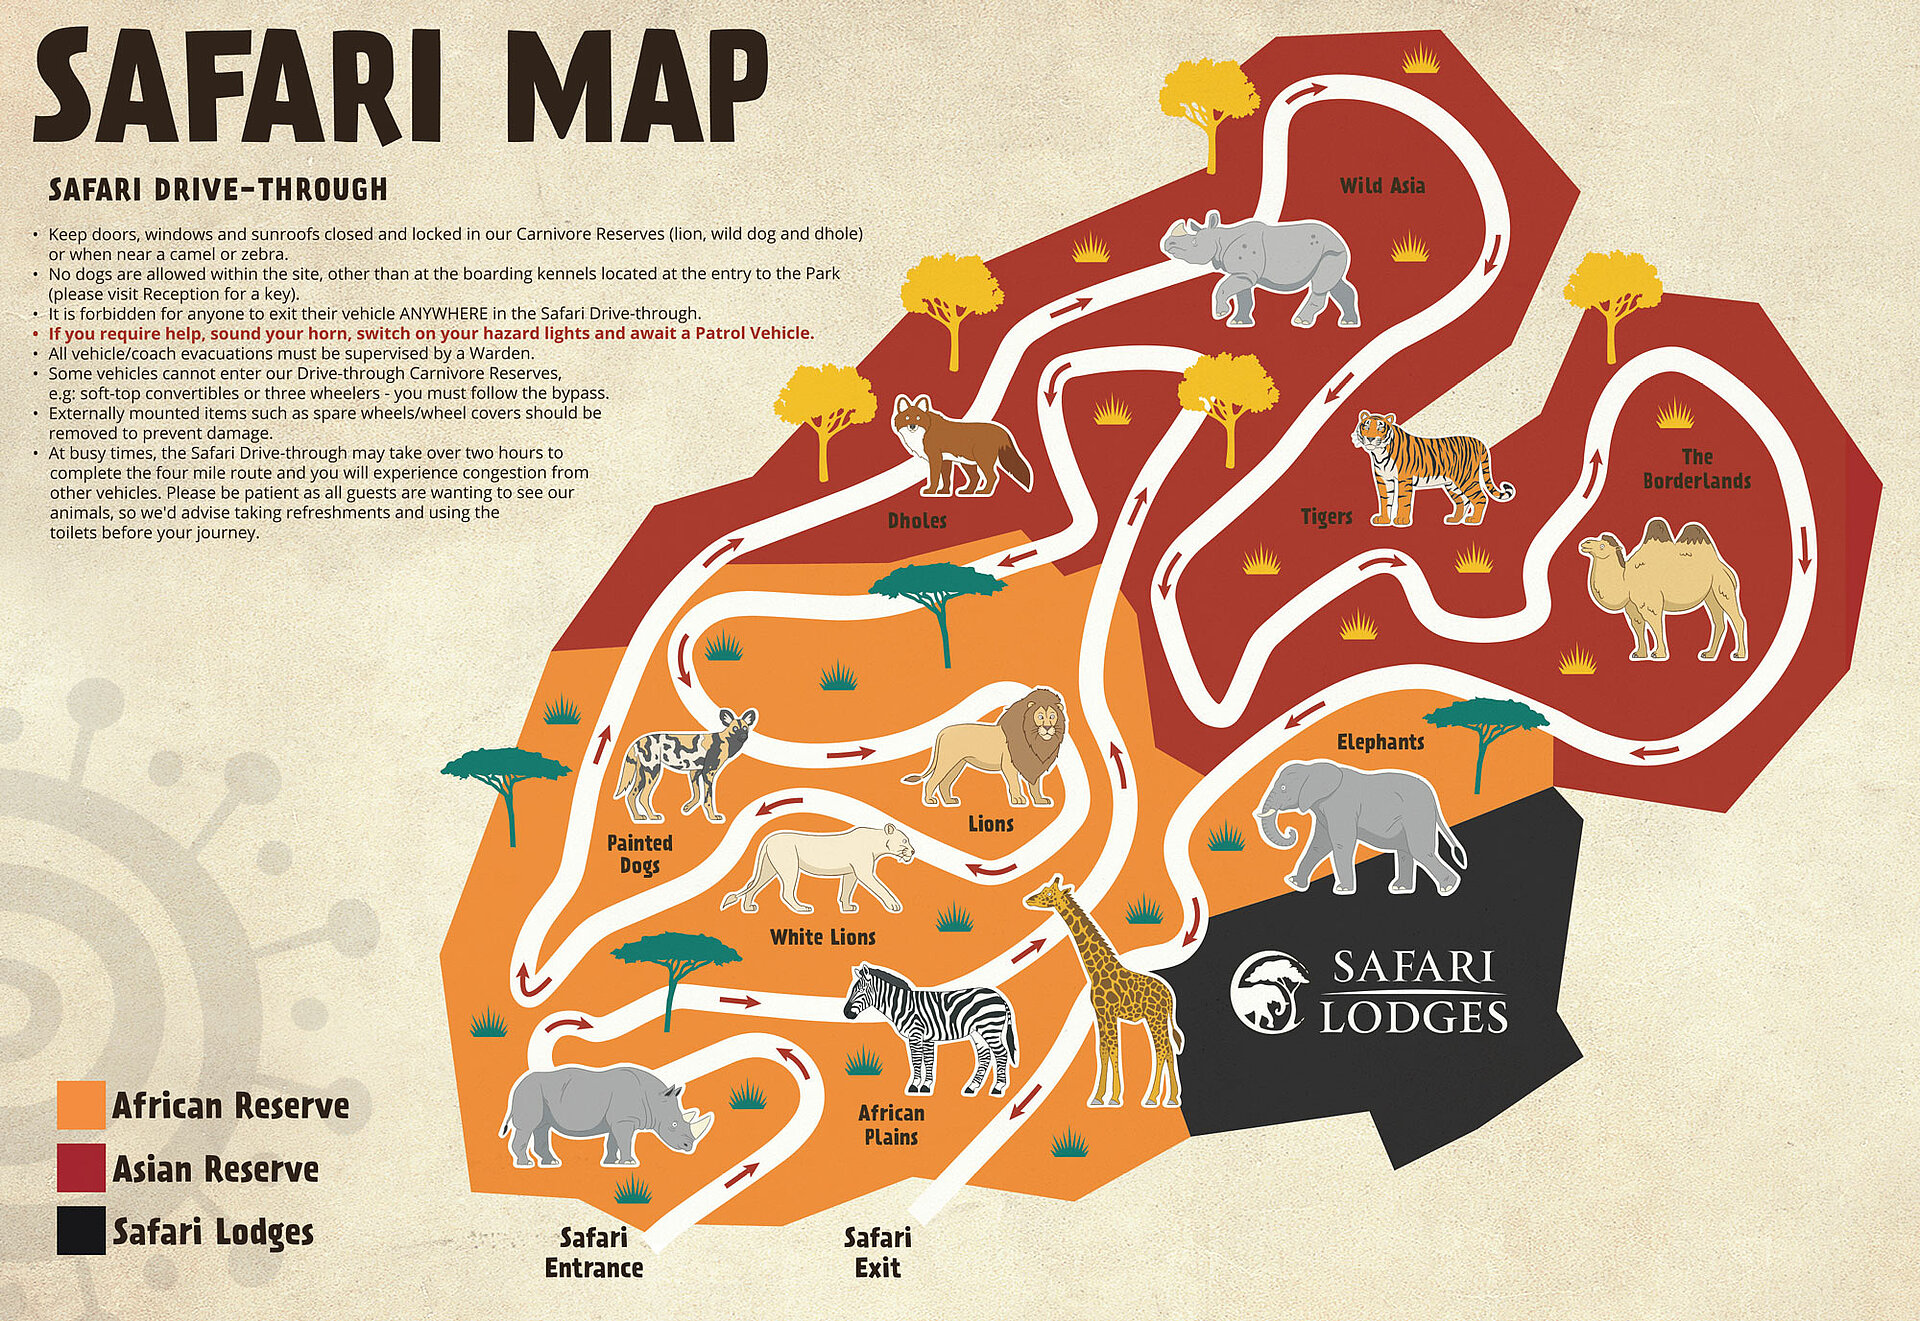 SAFARI MAP
SAFARI DRIVE-THROUGH
• Keep doors, windows and sunroofs closed and locked in our Carnivore Reserves (lion, wild dog and dhole)
or when near a camel or zebra.
• No dogs are allowed within the site, other than at the boarding kennels located at the entry to the Park
(please visit Reception for a key).
• It is forbidden for anyone to exit their vehicle ANYWHERE in the Safari Drive-through.
• If you require help, sound your horn, switch on your hazard lights and await a Patrol Vehicle.
• All vehicle/coach evacuations must be supervised by a Warden.
• Some vehicles cannot enter our Drive-through Carnivore Reserves,
e.g: soft-top convertibles or three wheelers - you must follow the bypass.
• Externally mounted items such as spare wheels/wheel covers should be
removed to prevent damage.
• At busy times, the Safari Drive-through may take over two hours to
complete the four mile route and you will experience congestion from
other vehicles. Please be patient as all guests are wanting to see our
animals, so we'd advise taking refreshments and using the
toilets before your journey.
Wild Asia
The
Borderlands
Tigers
Dholes
Elephants
Lions
Painted
Dogs
White Lions
SAFARI
LODGES
African
Plains
African Reserve
Asian Reserve
Safari Lodges
Safari
Entrance
Safari
Exit